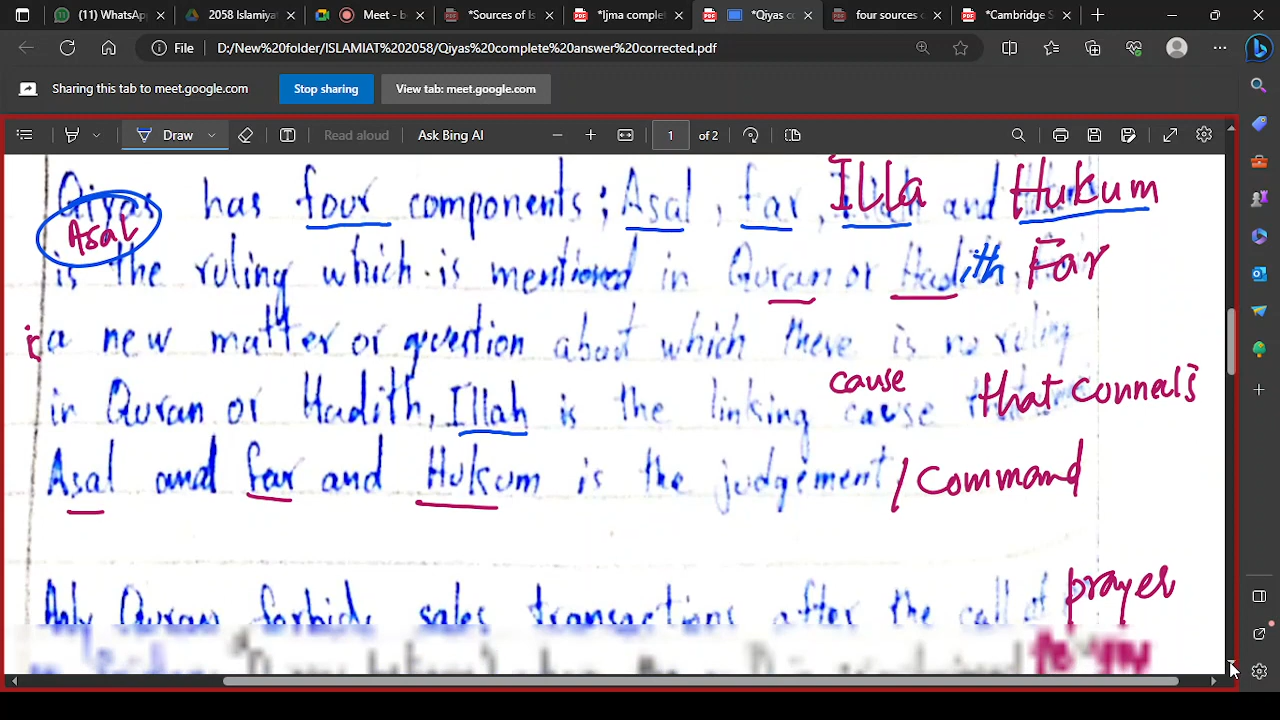 (11) WhatsApp
2058 Islamiyat
Meet - b
*Sources of Is
*Ijma complet
*Qiyas co
four sources o
*Cambridge S
File D:/New%20folder/ISLAMIAT%202058/Qiyas%20complete%20answer%20corrected.pdf
Sharing this tab to meet.google.com Stop sharing View tab: meet.google.com
Draw Read aloud Ask Bing AI 1 of 2
Qiyas has four components; Asal, far, Illa and Hukum
Asal
is the ruling which is mentioned in Quran or Hadith, Far
is a new matter or question about which there is no ruling
in Quran or Hadith, Illah is the linking cause cause that connects
Asal and far and Hukum is the judgement / command
Holy Quran forbids sales transactions after the call of prayer